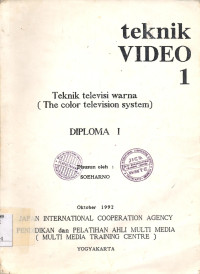 teknik
VIDEO
1
Teknik televisi warna
( The color television system)
DIPLOMA I
Disusun oleh :
SOEHARNO
Oktober 1992
JAPAN INTERNATIONAL COOPERATION AGENCY
PENDIDIKAN dan PELATIHAN AHLI MULTI MEDIA
( MULTI MEDIA TRAINING CENTRE )
YOGYAKARTA